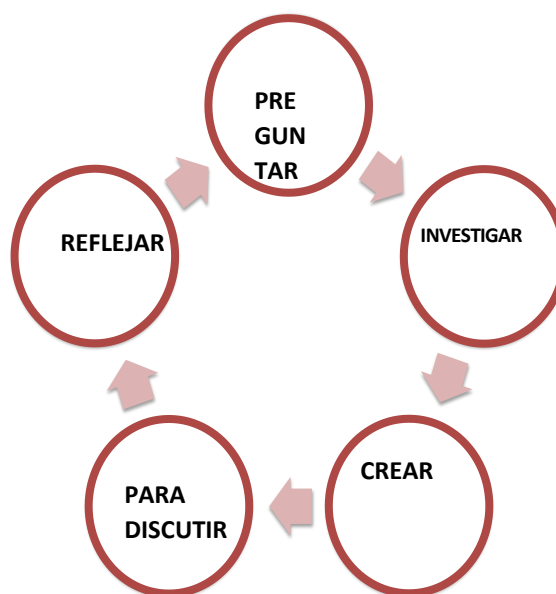 PRE
GUN
TAR
INVESTIGAR
CREAR
PARA
DISCUTIR
REFLEJAR